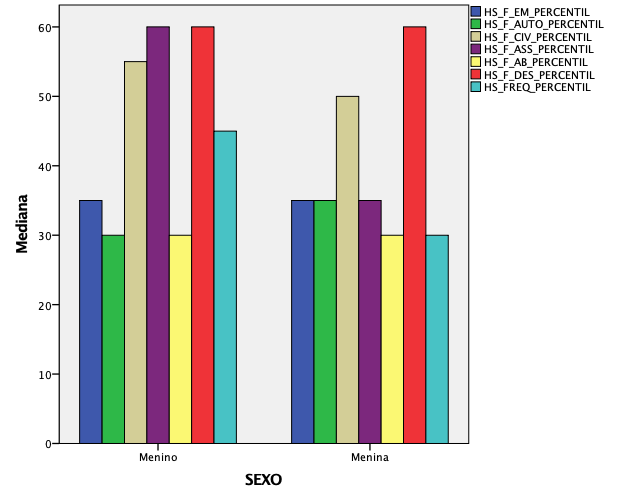 HS_F_EM_PERCENTIL
HS_F_AUTO_PERCENTIL
HS_F_CIV_PERCENTIL
HS_F_ASS_PERCENTIL
HS_F_AB_PERCENTIL
HS_F_DES_PERCENTIL
HS_FREQ_PERCENTIL
Mediana
60
50
40
30
20
10
0
Menino
Menina
SEXO